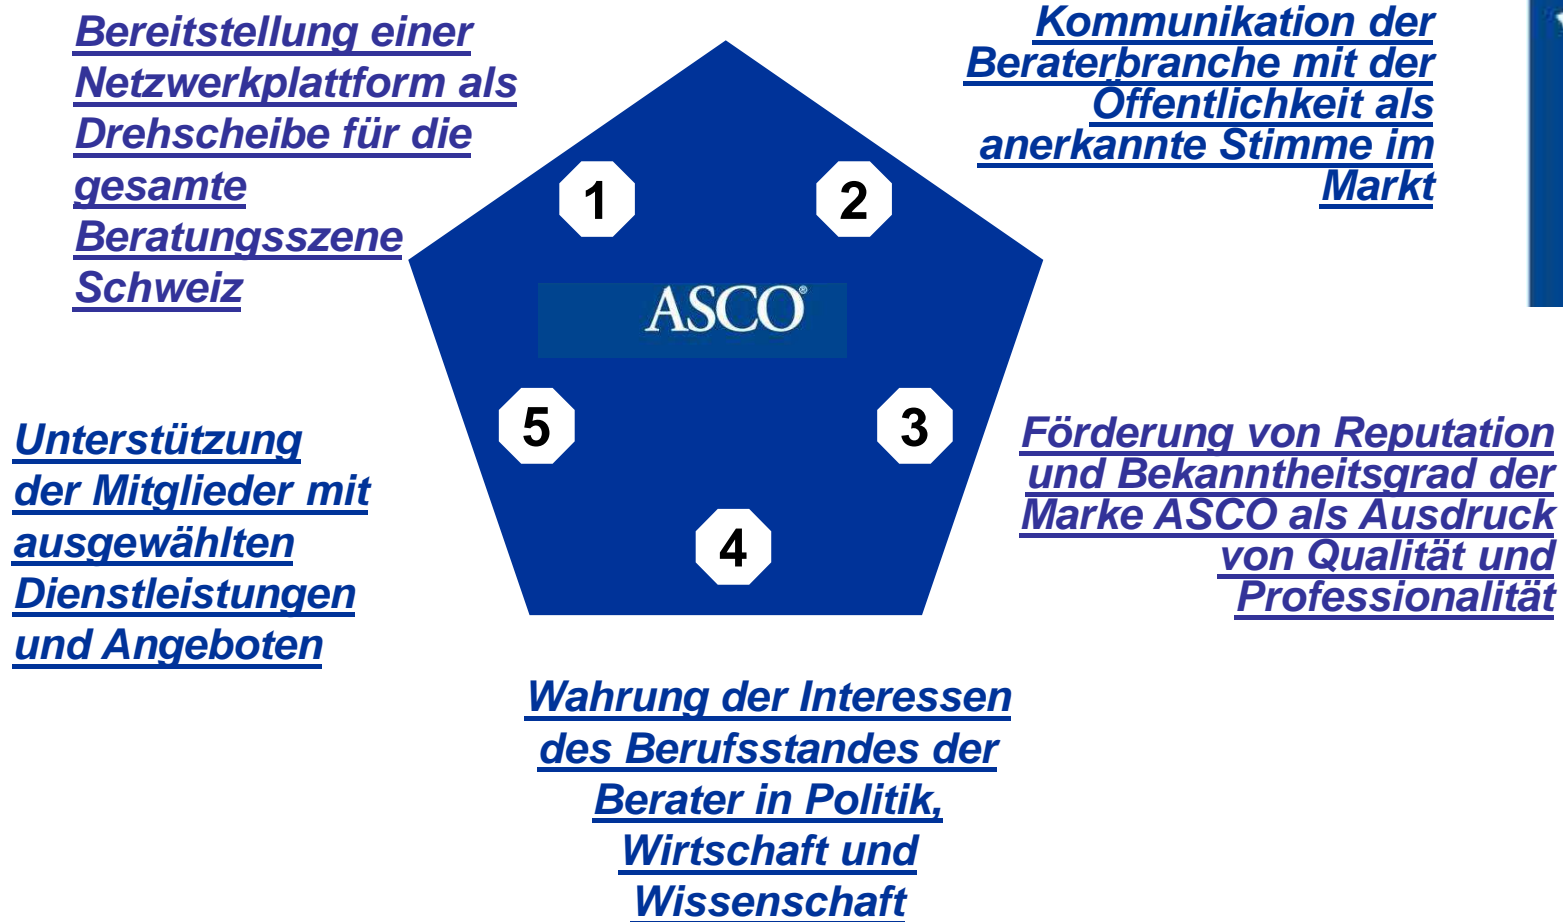 Bereitstellung einer
Netzwerkplattform als
Drehscheibe für die
gesamte
Beratungsszene
Schweiz
Kommunikation der
Beraterbranche mit der
Öffentlichkeit als
anerkannte Stimme im
Markt
1
2
ASCO®
5
3
4
Unterstützung
der Mitglieder mit
ausgewählten
Dienstleistungen
und Angeboten
Förderung von Reputation
und Bekanntheitsgrad der
Marke ASCO als Ausdruck
von Qualität und
Professionalität
Wahrung der Interessen
des Berufsstandes der
Berater in Politik,
Wirtschaft und
Wissenschaft